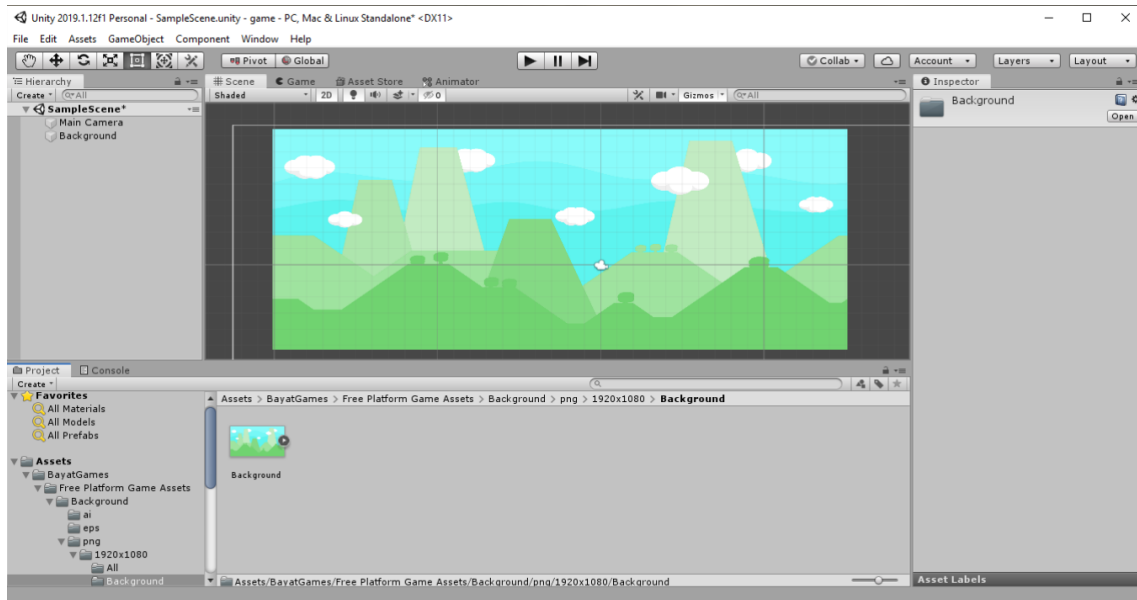 Unity 2019.1.12f1 Personal - SampleScene.unity - game - PC, Mac & Linux Standalone* <DX11>
File Edit Assets GameObject Component Window Help
Pivot Global Collab Account Layers Layout
Hierarchy
Create All
SampleScene*
Main Camera
Background
Scene Game Asset Store Animator
Shaded 2D 0 Gizmos All
Inspector
Background
Open
Project Console
Create
Favorites
All Materials
All Models
All Prefabs
Assets
BayatGames
Free Platform Game Assets
Background
ai
eps
png
1920x1080
All
Background
Assets > BayatGames > Free Platform Game Assets > Background > png > 1920x1080 > Background
Background
Assets/BayatGames/Free Platform Game Assets/Background/png/1920x1080/Background
Asset Labels